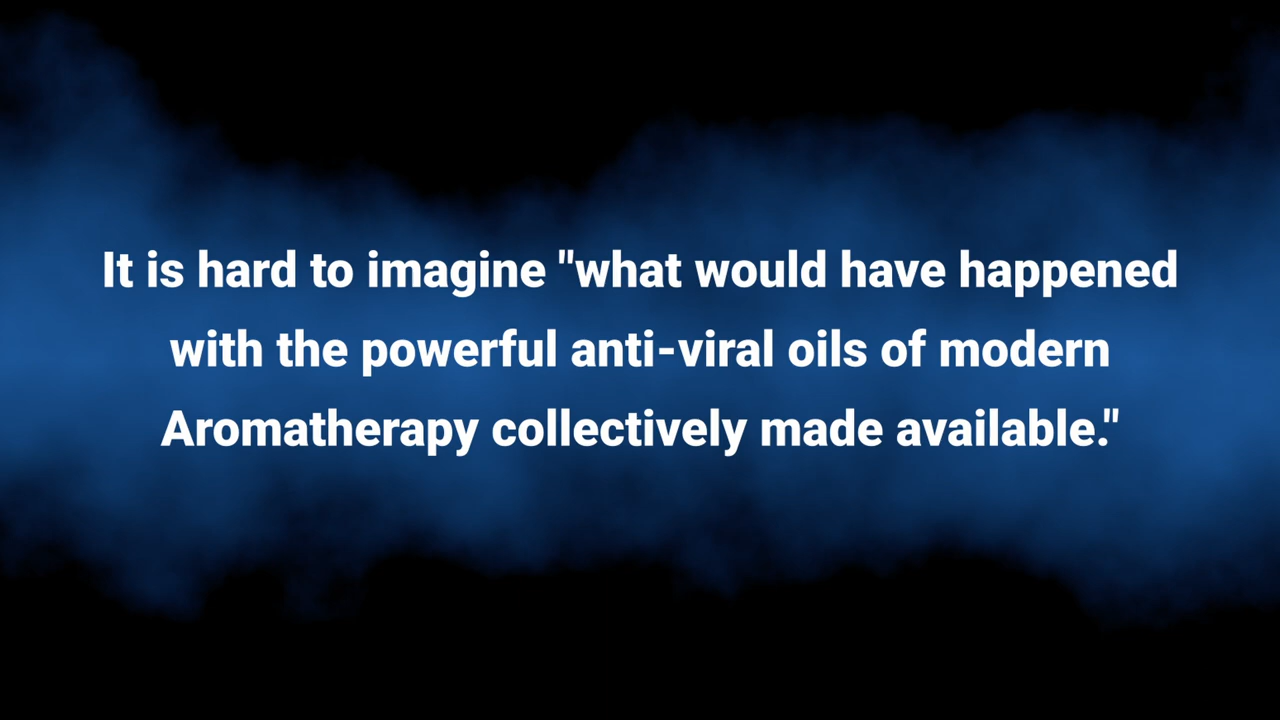 It is hard to imagine "what would have happened
with the powerful anti-viral oils of modern
Aromatherapy collectively made available."